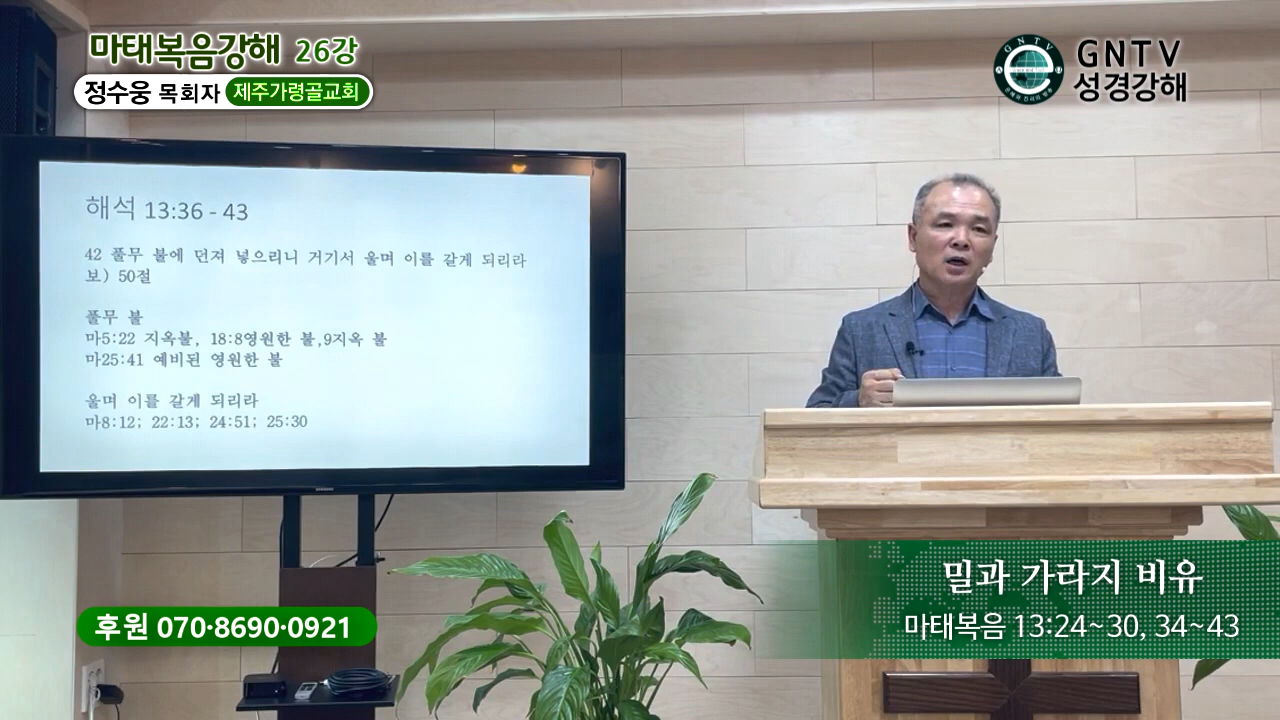 마태복음강해 26강
정수웅 목회자 제주가령골교회
GNTV
성경강해
해석 13:36 - 43
42 풀무 불에 던져 넣으리니 거기서 울며 이를 갈게 되리라
보) 50절
풀무 불
마5:22 지옥불, 18:8영원한 불,9지옥 불
마25:41 예비된 영원한 불
울며 이를 갈게 되리라
마8:12; 22:13; 24:51; 25:30
밀과 가라지 비유
마태복음 13:24~30, 34~43
후원 070·8690·0921